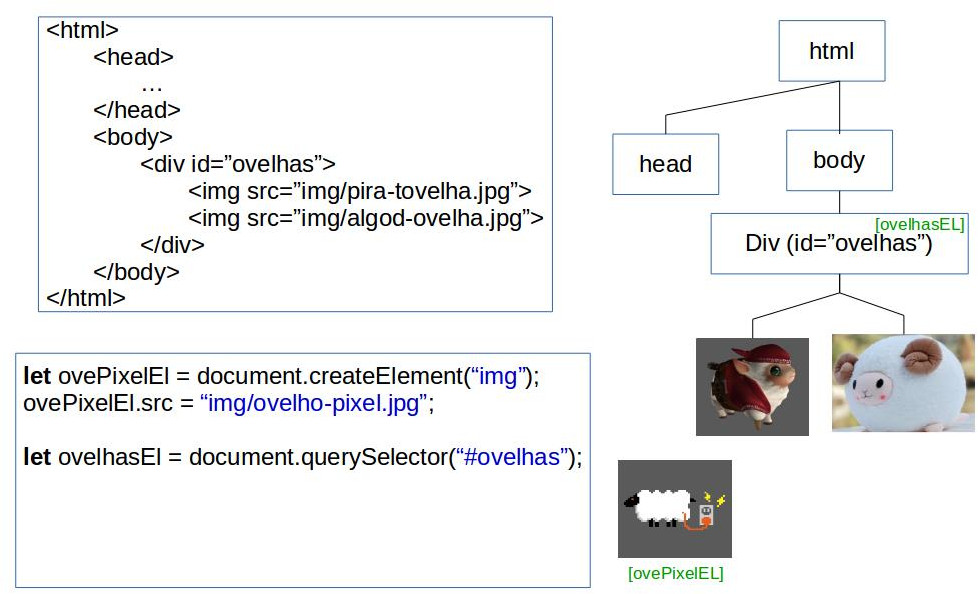 <html>
<head>
...
</head>
<body>
<div id=”ovelhas”>
<img src=”img/pira-tovelha.jpg”>
<img src=”img/algod-ovelha.jpg”>
</div>
</body>
</html>
let ovePixelEl = document.createElement(“img”);
ovePixelEl.src = “img/ovelho-pixel.jpg”;
let ovelhasEl = document.querySelector(“#ovelhas”);
html
head
body
[ovelhasEL]
Div (id=”ovelhas”)
[ovePixelEL]